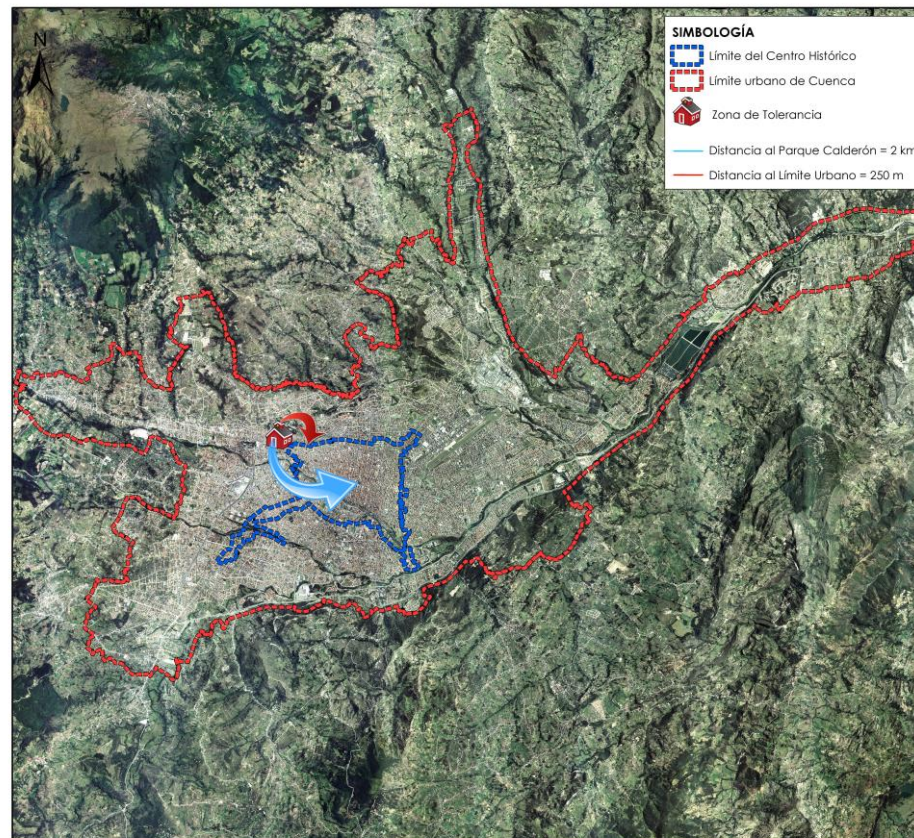 N
SIMBOLOGÍA
Límite del Centro Histórico
Límite urbano de Cuenca
Zona de Tolerancia
Distancia al Parque Calderón = 2 km
Distancia al Límite Urbano = 250 m